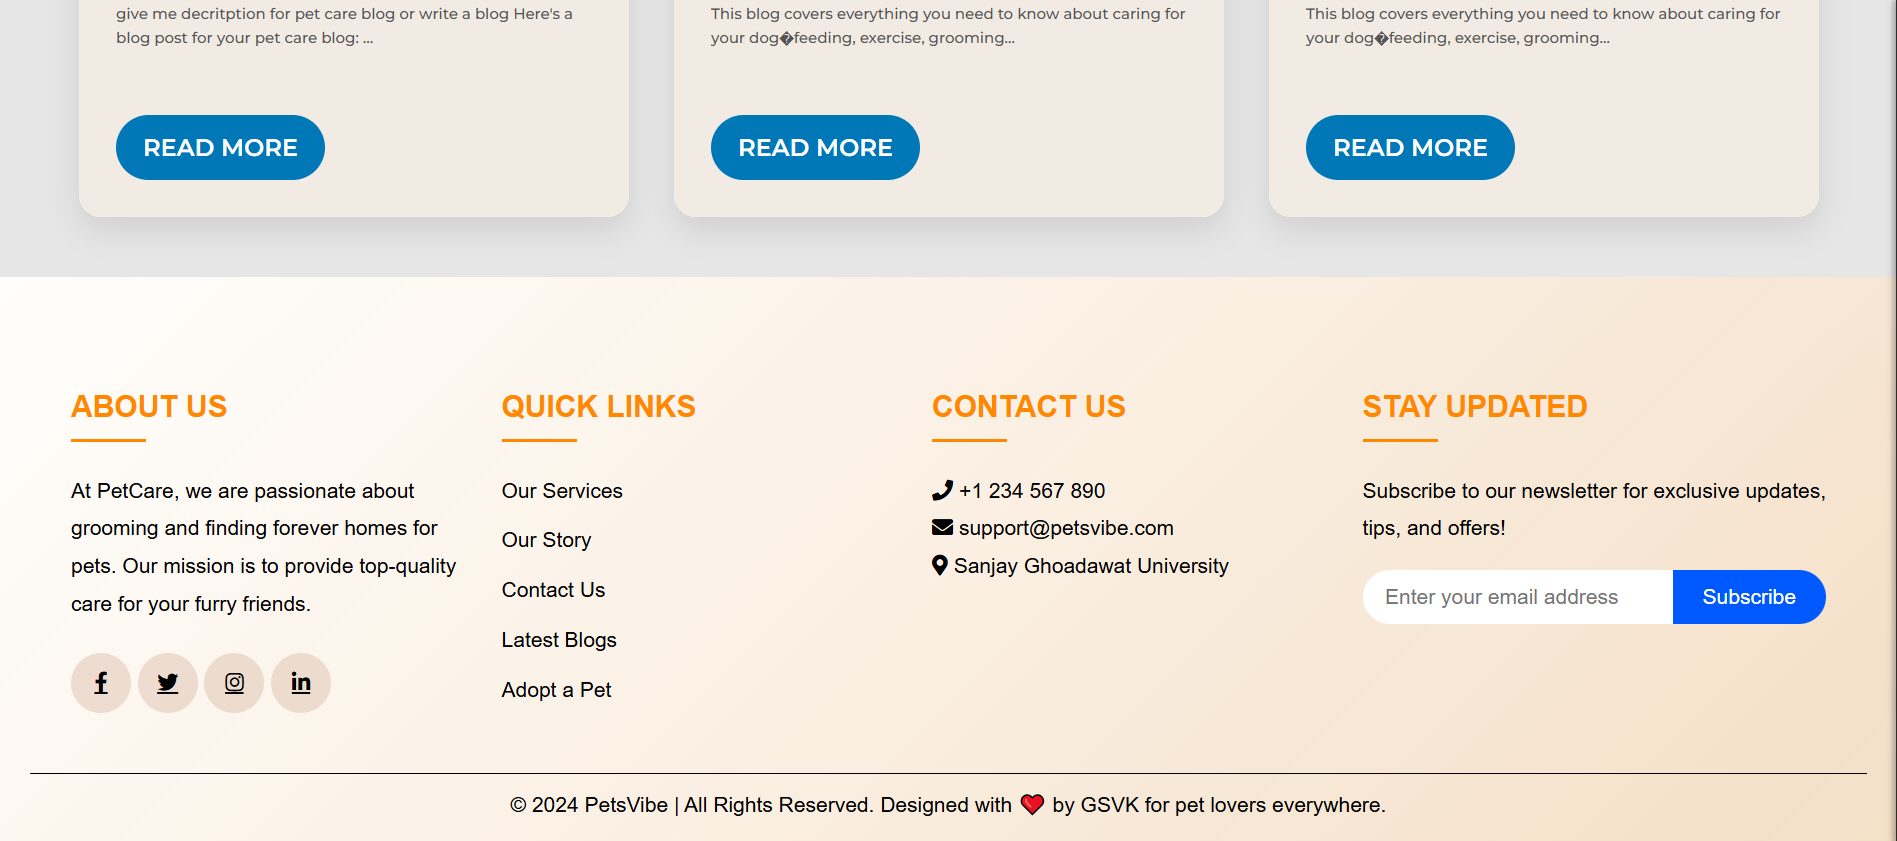 give me decritption for pet care blog or write a blog Here's a
blog post for your pet care blog: ...
READ MORE
This blog covers everything you need to know about caring for
your dog�feeding, exercise, grooming...
READ MORE
This blog covers everything you need to know about caring for
your dog�feeding, exercise, grooming...
READ MORE
ABOUT US
At PetCare, we are passionate about
grooming and finding forever homes for
pets. Our mission is to provide top-quality
care for your furry friends.
QUICK LINKS
Our Services
Our Story
Contact Us
Latest Blogs
Adopt a Pet
CONTACT US
+1 234 567 890
support@petsvibe.com
Sanjay Ghoadawat University
STAY UPDATED
Subscribe to our newsletter for exclusive updates,
tips, and offers!
Enter your email address
Subscribe
© 2024 PetsVibe | All Rights Reserved. Designed with ❤️ by GSVK for pet lovers everywhere.